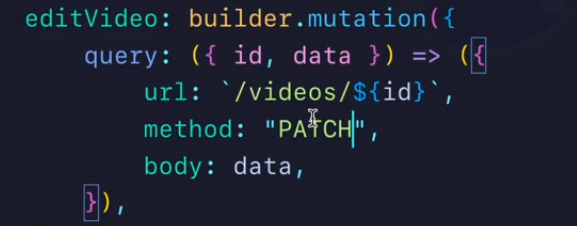 editVideo: builder.mutation({
query: ({ id, data }) => ({
url: `/videos/${id}`,
method: "PATCH",
body: data,
}),